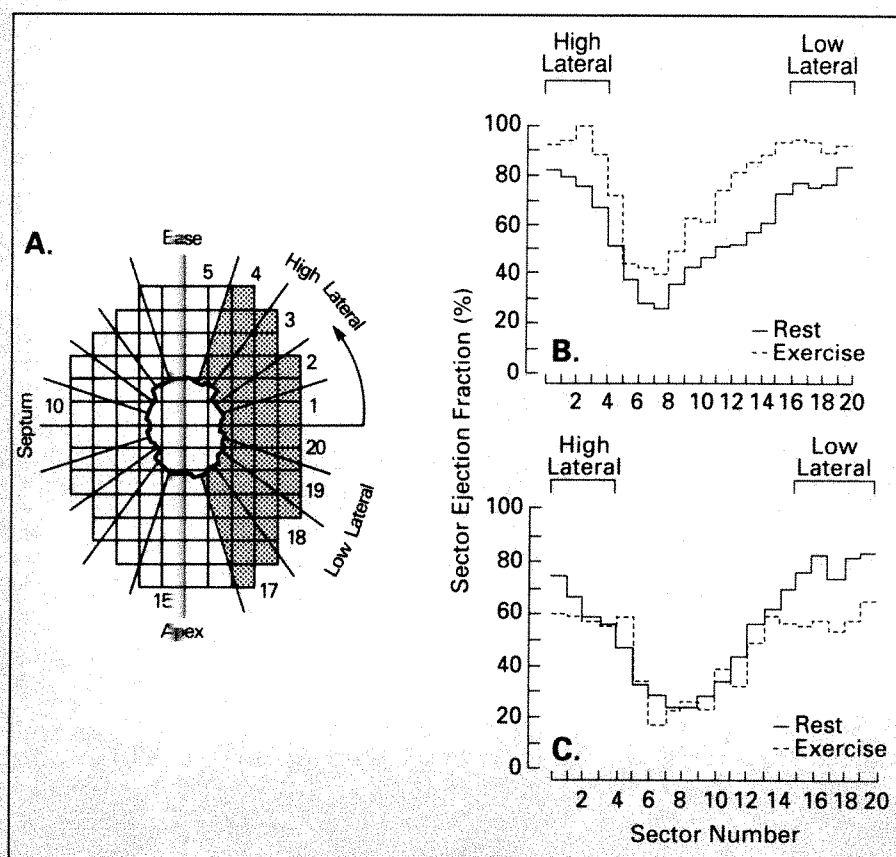 A.
Ease
5 4
High Lateral
3
2
1
10
Septum
20
19
18
Low Lateral
15 17
Apex
High
Lateral
Low
Lateral
100
80
60
40
20
0
B.
Rest
Exercise
2 4 6 8 10 12 14 16 18 20
Sector Ejection Fraction (%)
High
Lateral
Low
Lateral
100
80
60
40
20
0
C.
Rest
Exercise
2 4 6 8 10 12 14 16 18 20
Sector Number